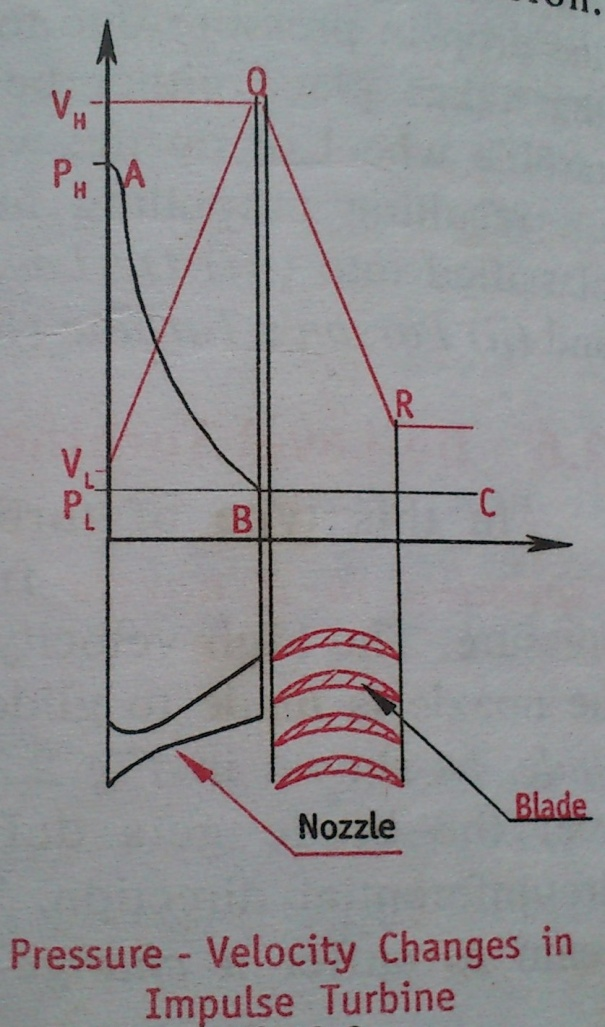 Q
V_H
P_H A
R
V_L
P_L
B
C
Blade
Nozzle
Pressure - Velocity Changes in
Impulse Turbine